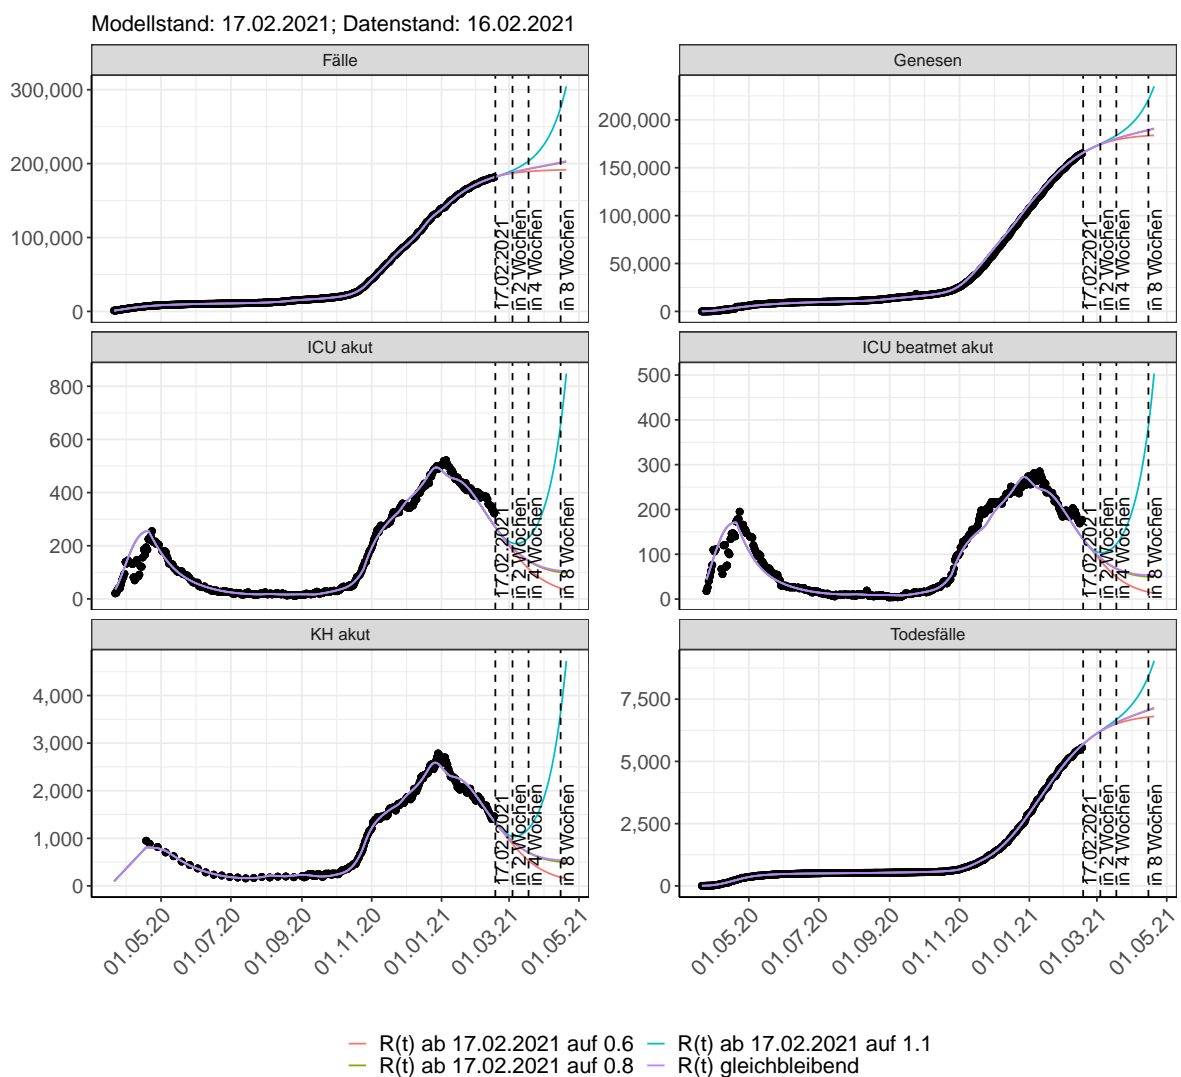 Modellstand: 17.02.2021; Datenstand: 16.02.2021
Fälle
Genesen
300,000
200,000
100,000
0
17.02.2021
in 2 Wochen
in 4 Wochen
in 8 Wochen
200,000
150,000
100,000
50,000
0
17.02.2021
in 2 Wochen
in 4 Wochen
in 8 Wochen
ICU akut
ICU beatmet akut
800
600
400
200
0
17.02.2021
in 2 Wochen
in 4 Wochen
in 8 Wochen
500
400
300
200
100
0
17.02.2021
in 2 Wochen
in 4 Wochen
in 8 Wochen
KH akut
Todesfälle
4,000
3,000
2,000
1,000
0
17.02.2021
in 2 Wochen
in 4 Wochen
in 8 Wochen
7,500
5,000
2,500
0
17.02.2021
in 2 Wochen
in 4 Wochen
in 8 Wochen
01.05.20
01.07.20
01.09.20
01.11.20
01.01.21
01.03.21
01.05.21
01.05.20
01.07.20
01.09.20
01.11.20
01.01.21
01.03.21
01.05.21
R(t) ab 17.02.2021 auf 0.6
R(t) ab 17.02.2021 auf 1.1
R(t) ab 17.02.2021 auf 0.8
R(t) gleichbleibend